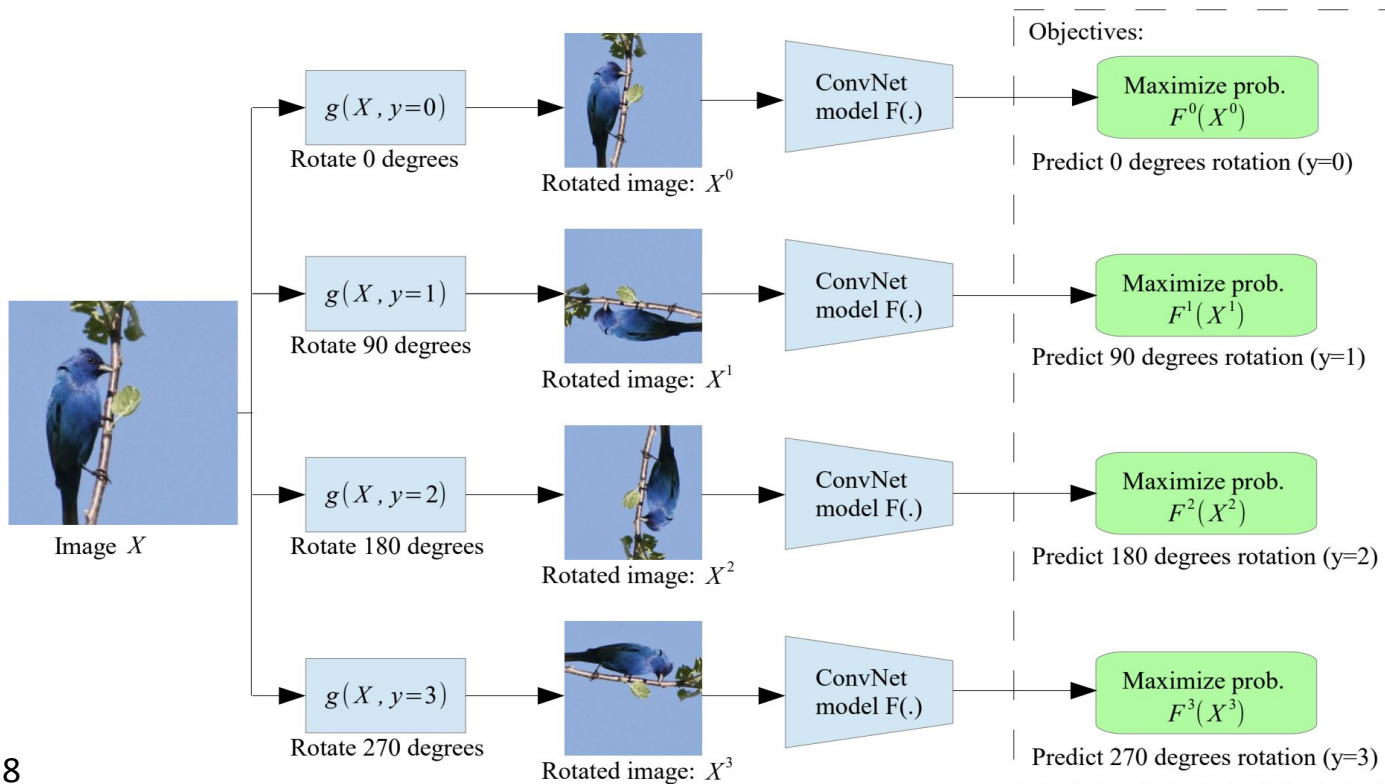 Objectives:
g(X, y=0)
Rotate 0 degrees
Rotated image: X⁰
ConvNet
model F(.)
Maximize prob.
F⁰(X⁰)
Predict 0 degrees rotation (y=0)
g(X, y=1)
Rotate 90 degrees
Rotated image: X¹
ConvNet
model F(.)
Maximize prob.
F¹(X¹)
Predict 90 degrees rotation (y=1)
Image X
g(X, y=2)
Rotate 180 degrees
Rotated image: X²
ConvNet
model F(.)
Maximize prob.
F²(X²)
Predict 180 degrees rotation (y=2)
g(X, y=3)
Rotate 270 degrees
Rotated image: X³
ConvNet
model F(.)
Maximize prob.
F³(X³)
Predict 270 degrees rotation (y=3)
8